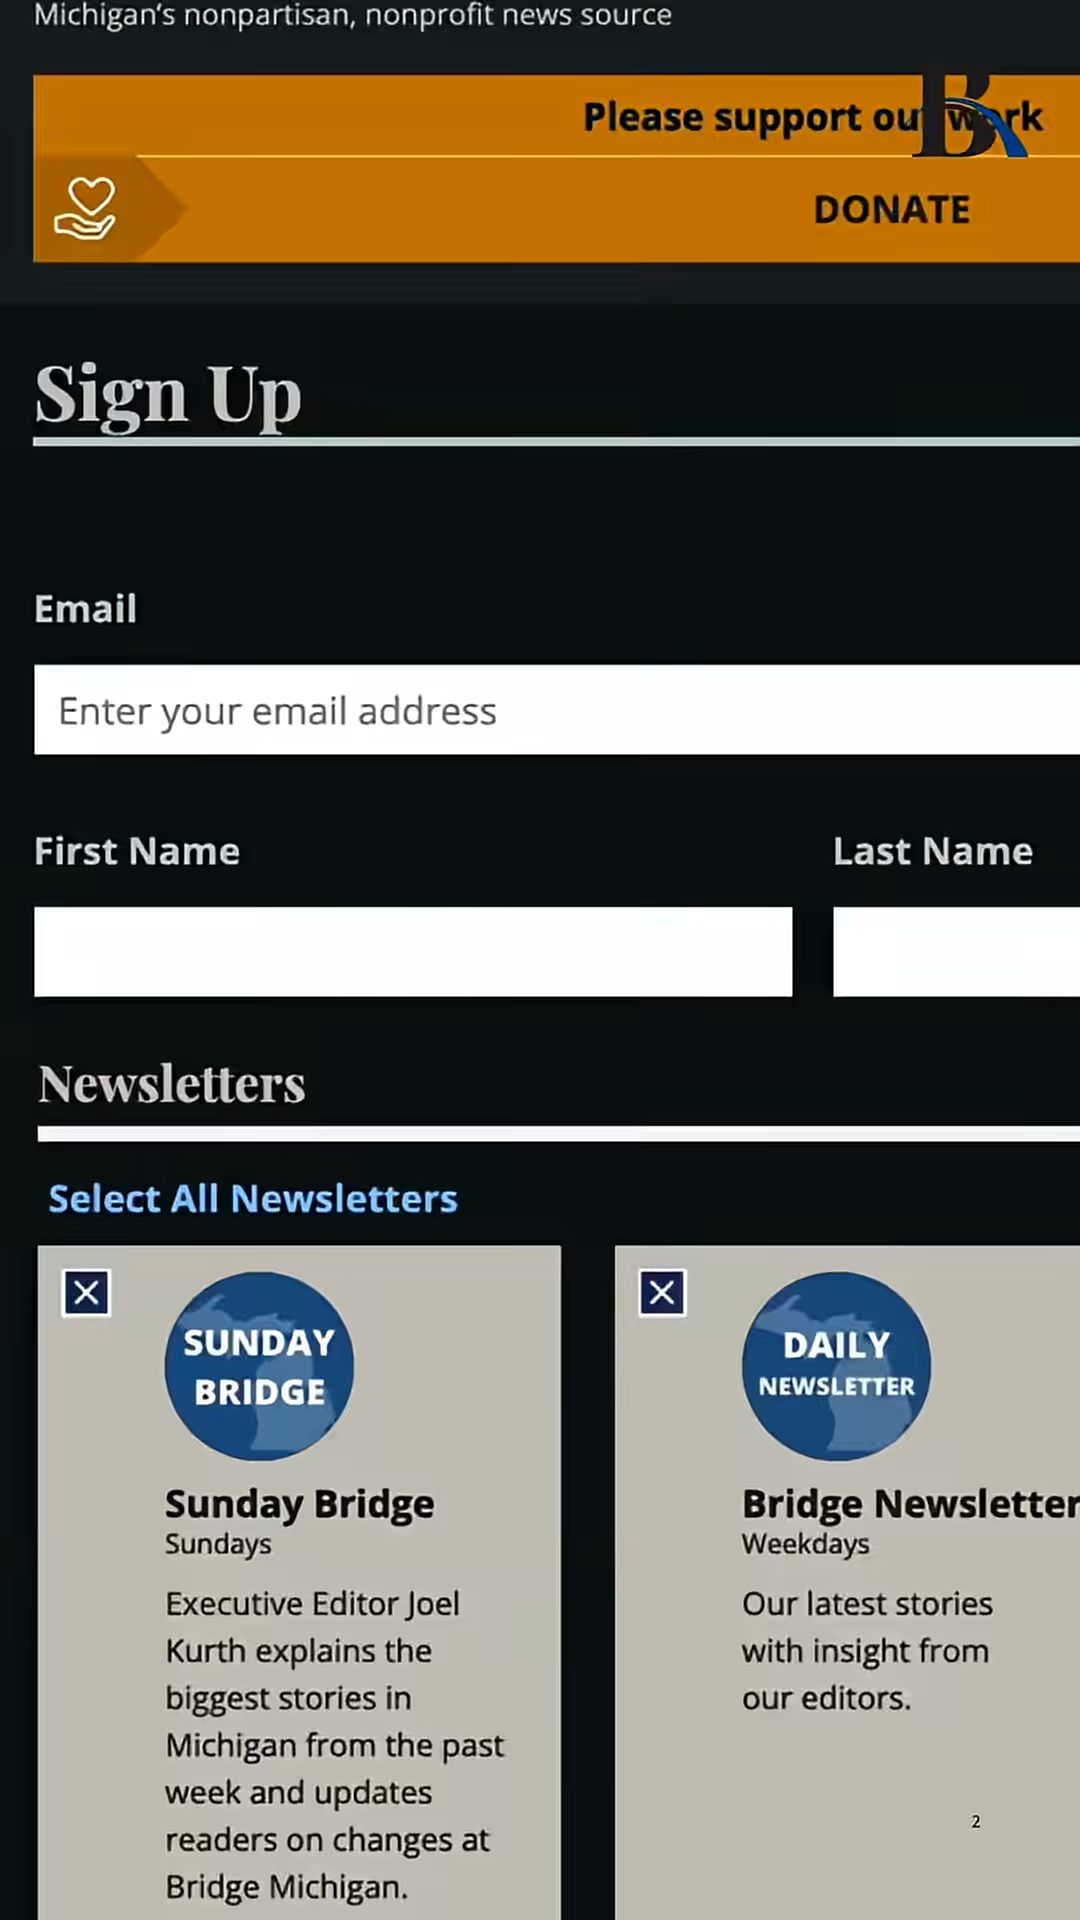 Michigan's nonpartisan, nonprofit news source
Please support our work
B
DONATE
Sign Up
Email
Enter your email address
First Name
Last Name
Newsletters
Select All Newsletters
SUNDAY
BRIDGE
Sunday Bridge
Sundays
Executive Editor Joel
Kurth explains the
biggest stories in
Michigan from the past
week and updates
readers on changes at
Bridge Michigan.
DAILY
NEWSLETTER
Bridge Newsletter
Weekdays
Our latest stories
with insight from
our editors.
2